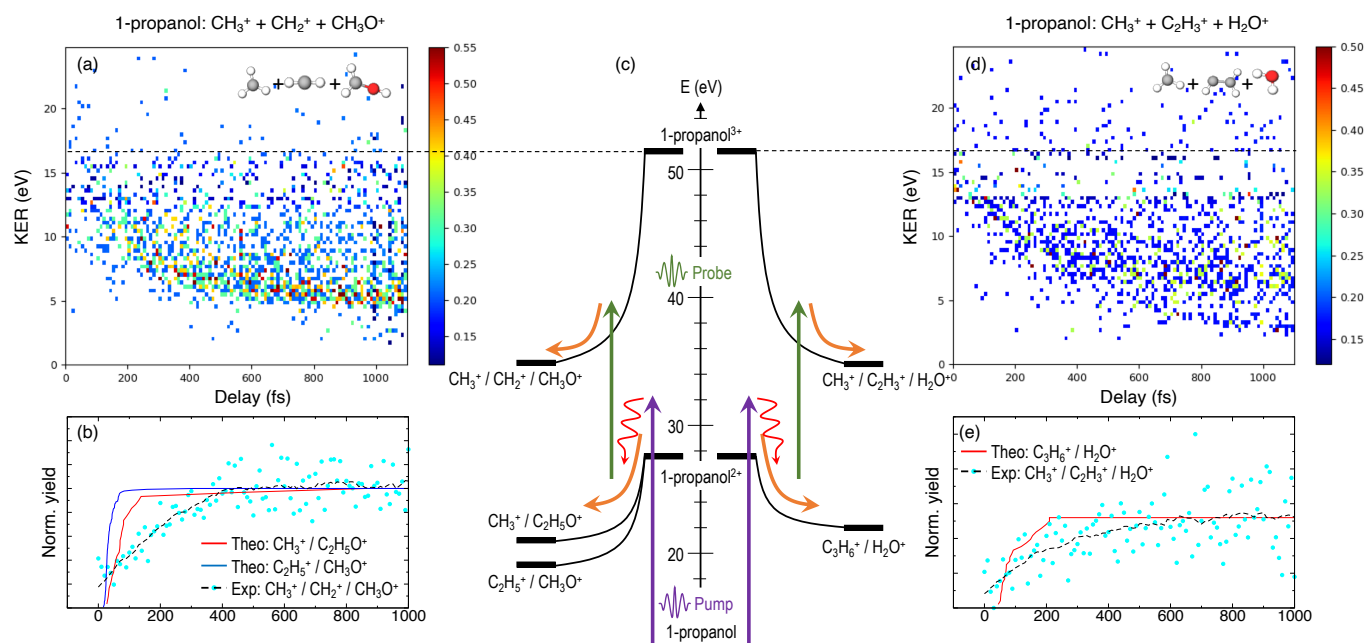 1-propanol: CH₃⁺ + CH₂⁺ + CH₃O⁺
(a)
KER (eV)
20
15
10
5
0
0
200
400
600
800
1000
Delay (fs)
0.55
0.50
0.45
0.40
0.35
0.30
0.25
0.20
0.15
(b)
Norm. yield
Theo: CH₃⁺ / C₂H₅O⁺
Theo: C₂H₅⁺ / CH₃O⁺
Exp: CH₃⁺ / CH₂⁺ / CH₃O⁺
0
200
400
600
800
1000
(c)
E (eV)
1-propanol³⁺
50
40
30
20
Probe
CH₃⁺ / CH₂⁺ / CH₃O⁺
CH₃⁺ / C₂H₃⁺ / H₂O⁺
1-propanol²⁺
CH₃⁺ / C₂H₅O⁺
C₂H₅⁺ / CH₃O⁺
C₃H₆⁺ / H₂O⁺
Pump
1-propanol
1-propanol: CH₃⁺ + C₂H₃⁺ + H₂O⁺
(d)
KER (eV)
20
15
10
5
0
0
200
400
600
800
1000
Delay (fs)
0.50
0.45
0.40
0.35
0.30
0.25
0.20
0.15
(e)
Norm. yield
Theo: C₃H₆⁺ / H₂O⁺
Exp: CH₃⁺ / C₂H₃⁺ / H₂O⁺
0
200
400
600
800
1000